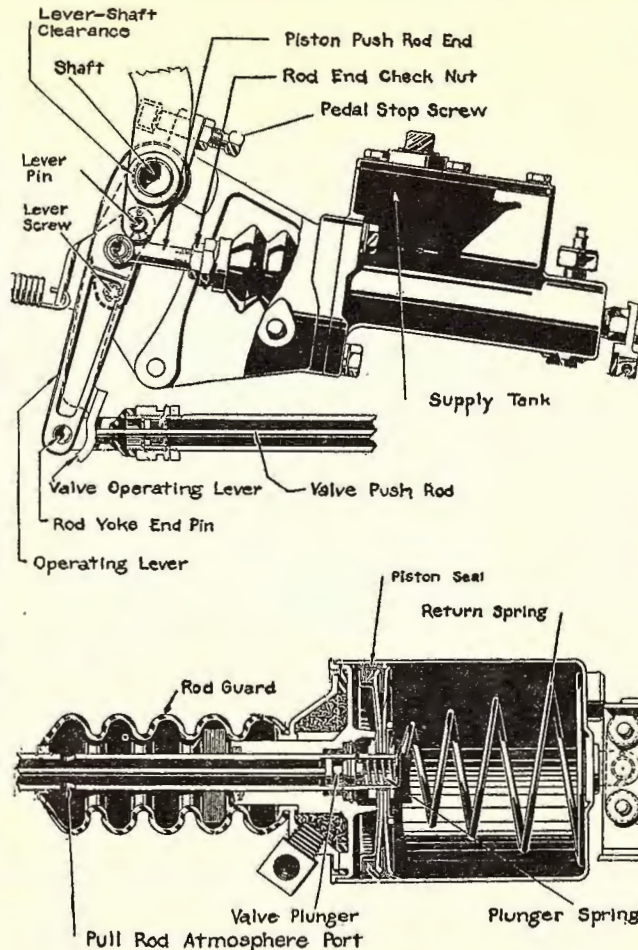 Lever-Shaft
Clearance
Shaft
Piston Push Rod End
Rod End Check Nut
Pedal Stop Screw
Lever
Pin
Lever
Screw
Supply Tank
Valve Operating Lever
Valve Push Rod
Rod Yoke End Pin
Operating Lever
Piston Seal
Return Spring
Rod Guard
Valve Plunger
Plunger Spring
Pull Rod Atmosphere Port